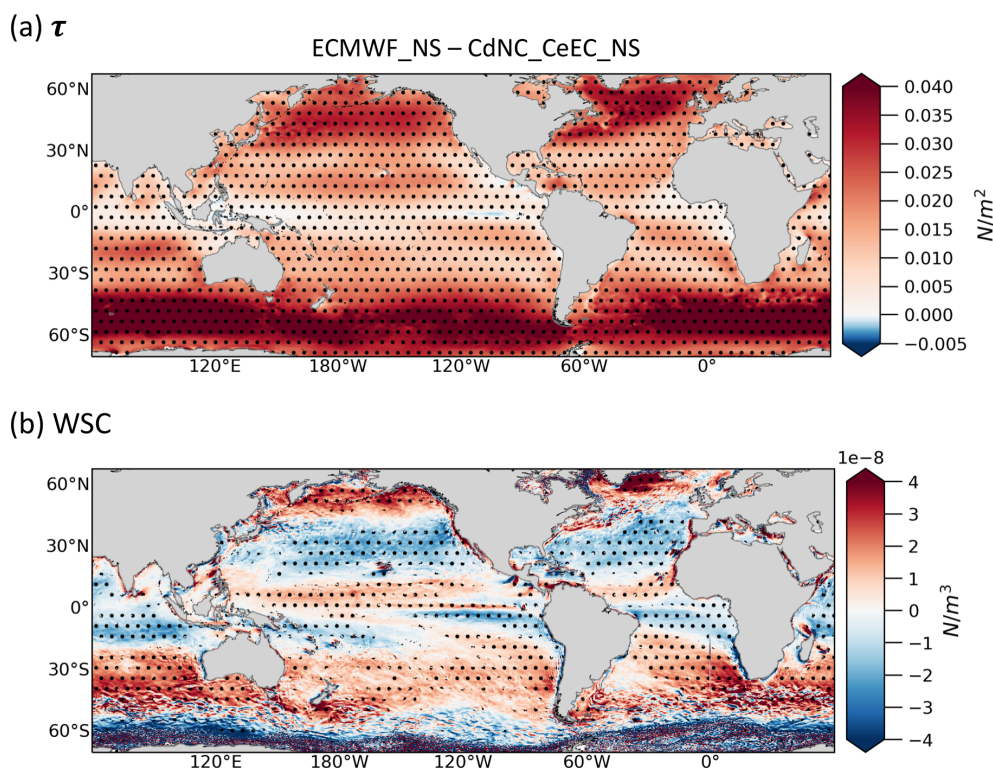 (a) τ
ECMWF_NS – CdNC_CeEC_NS
60°N
30°N
0°
30°S
60°S
120°E 180°W 120°W 60°W 0°
0.040
0.035
0.030
0.025
0.020
0.015
0.010
0.005
0.000
−0.005
N/m²
(b) WSC
1e−8
60°N
30°N
0°
30°S
60°S
120°E 180°W 120°W 60°W 0°
4
3
2
1
0
−1
−2
−3
−4
N/m³